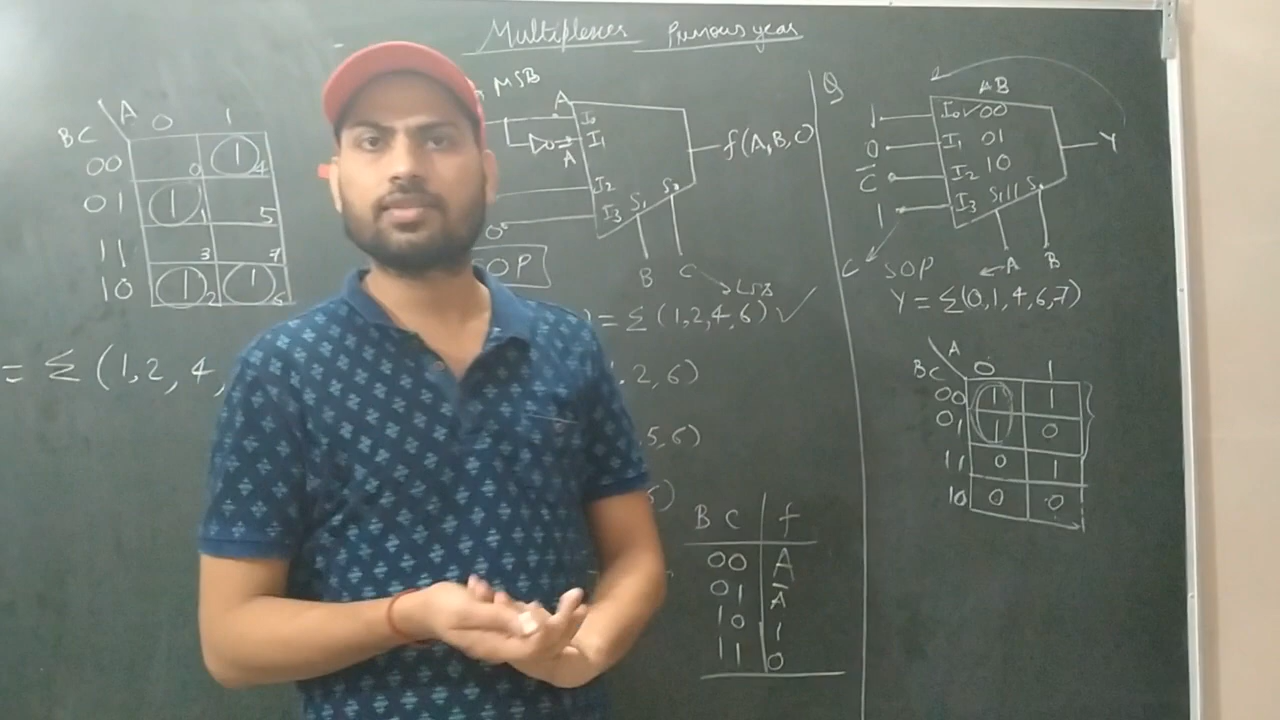 Multiplexer Previous year
MSB
A
BC
0 1
00
01
11
10
1 4
0
1 1
5
3 7
1 2
1 6
= Σ (1,2,4,
A
I0
I1
A
I2
I3
S1 S0
0
f(A,B,C)
B C
LSB
SOP
) = Σ (1,2,4,6) ✓
1,2,6)
,5,6)
B C f
00 A
01 Ā
10 1
11 0
Q
AB
1 I0 ✓ 00
0 I1 01
C̄ I2 10
1 I3 S1 11 S0
Y
A B
C SOP
Y = Σ(0,1,4,6,7)
A
BC
0 1
00 1 1
01 1 0
11 0 1
10 0 0